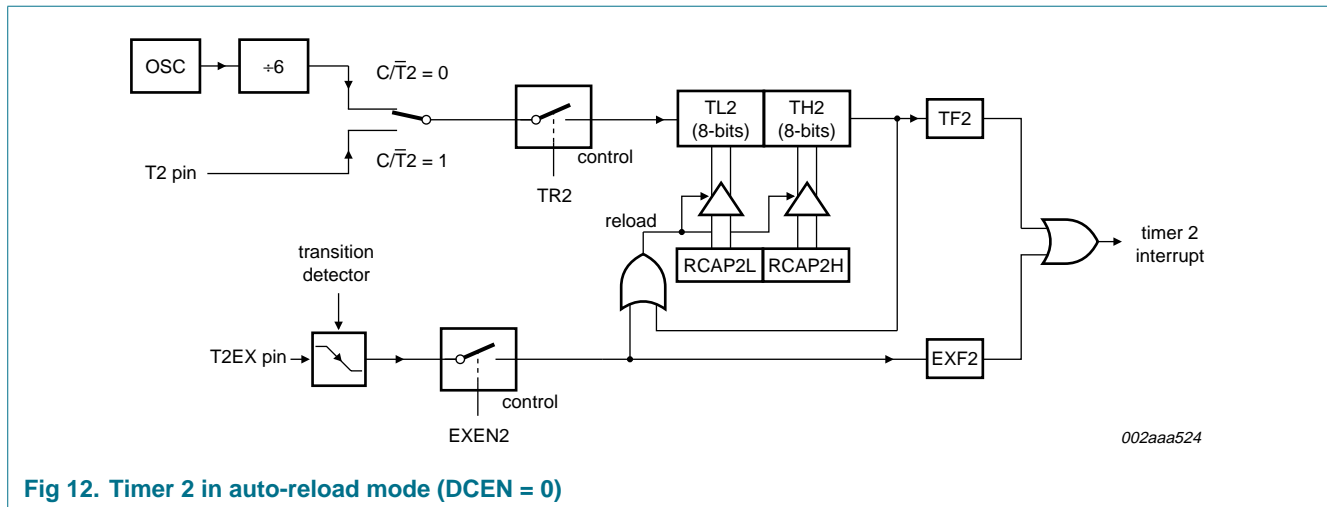 OSC
÷6
C/T̅2 = 0
C/T̅2 = 1
T2 pin
control
TR2
TL2
(8-bits)
TH2
(8-bits)
TF2
reload
RCAP2L
RCAP2H
timer 2
interrupt
transition
detector
T2EX pin
control
EXEN2
EXF2
002aaa524
Fig 12. Timer 2 in auto-reload mode (DCEN = 0)